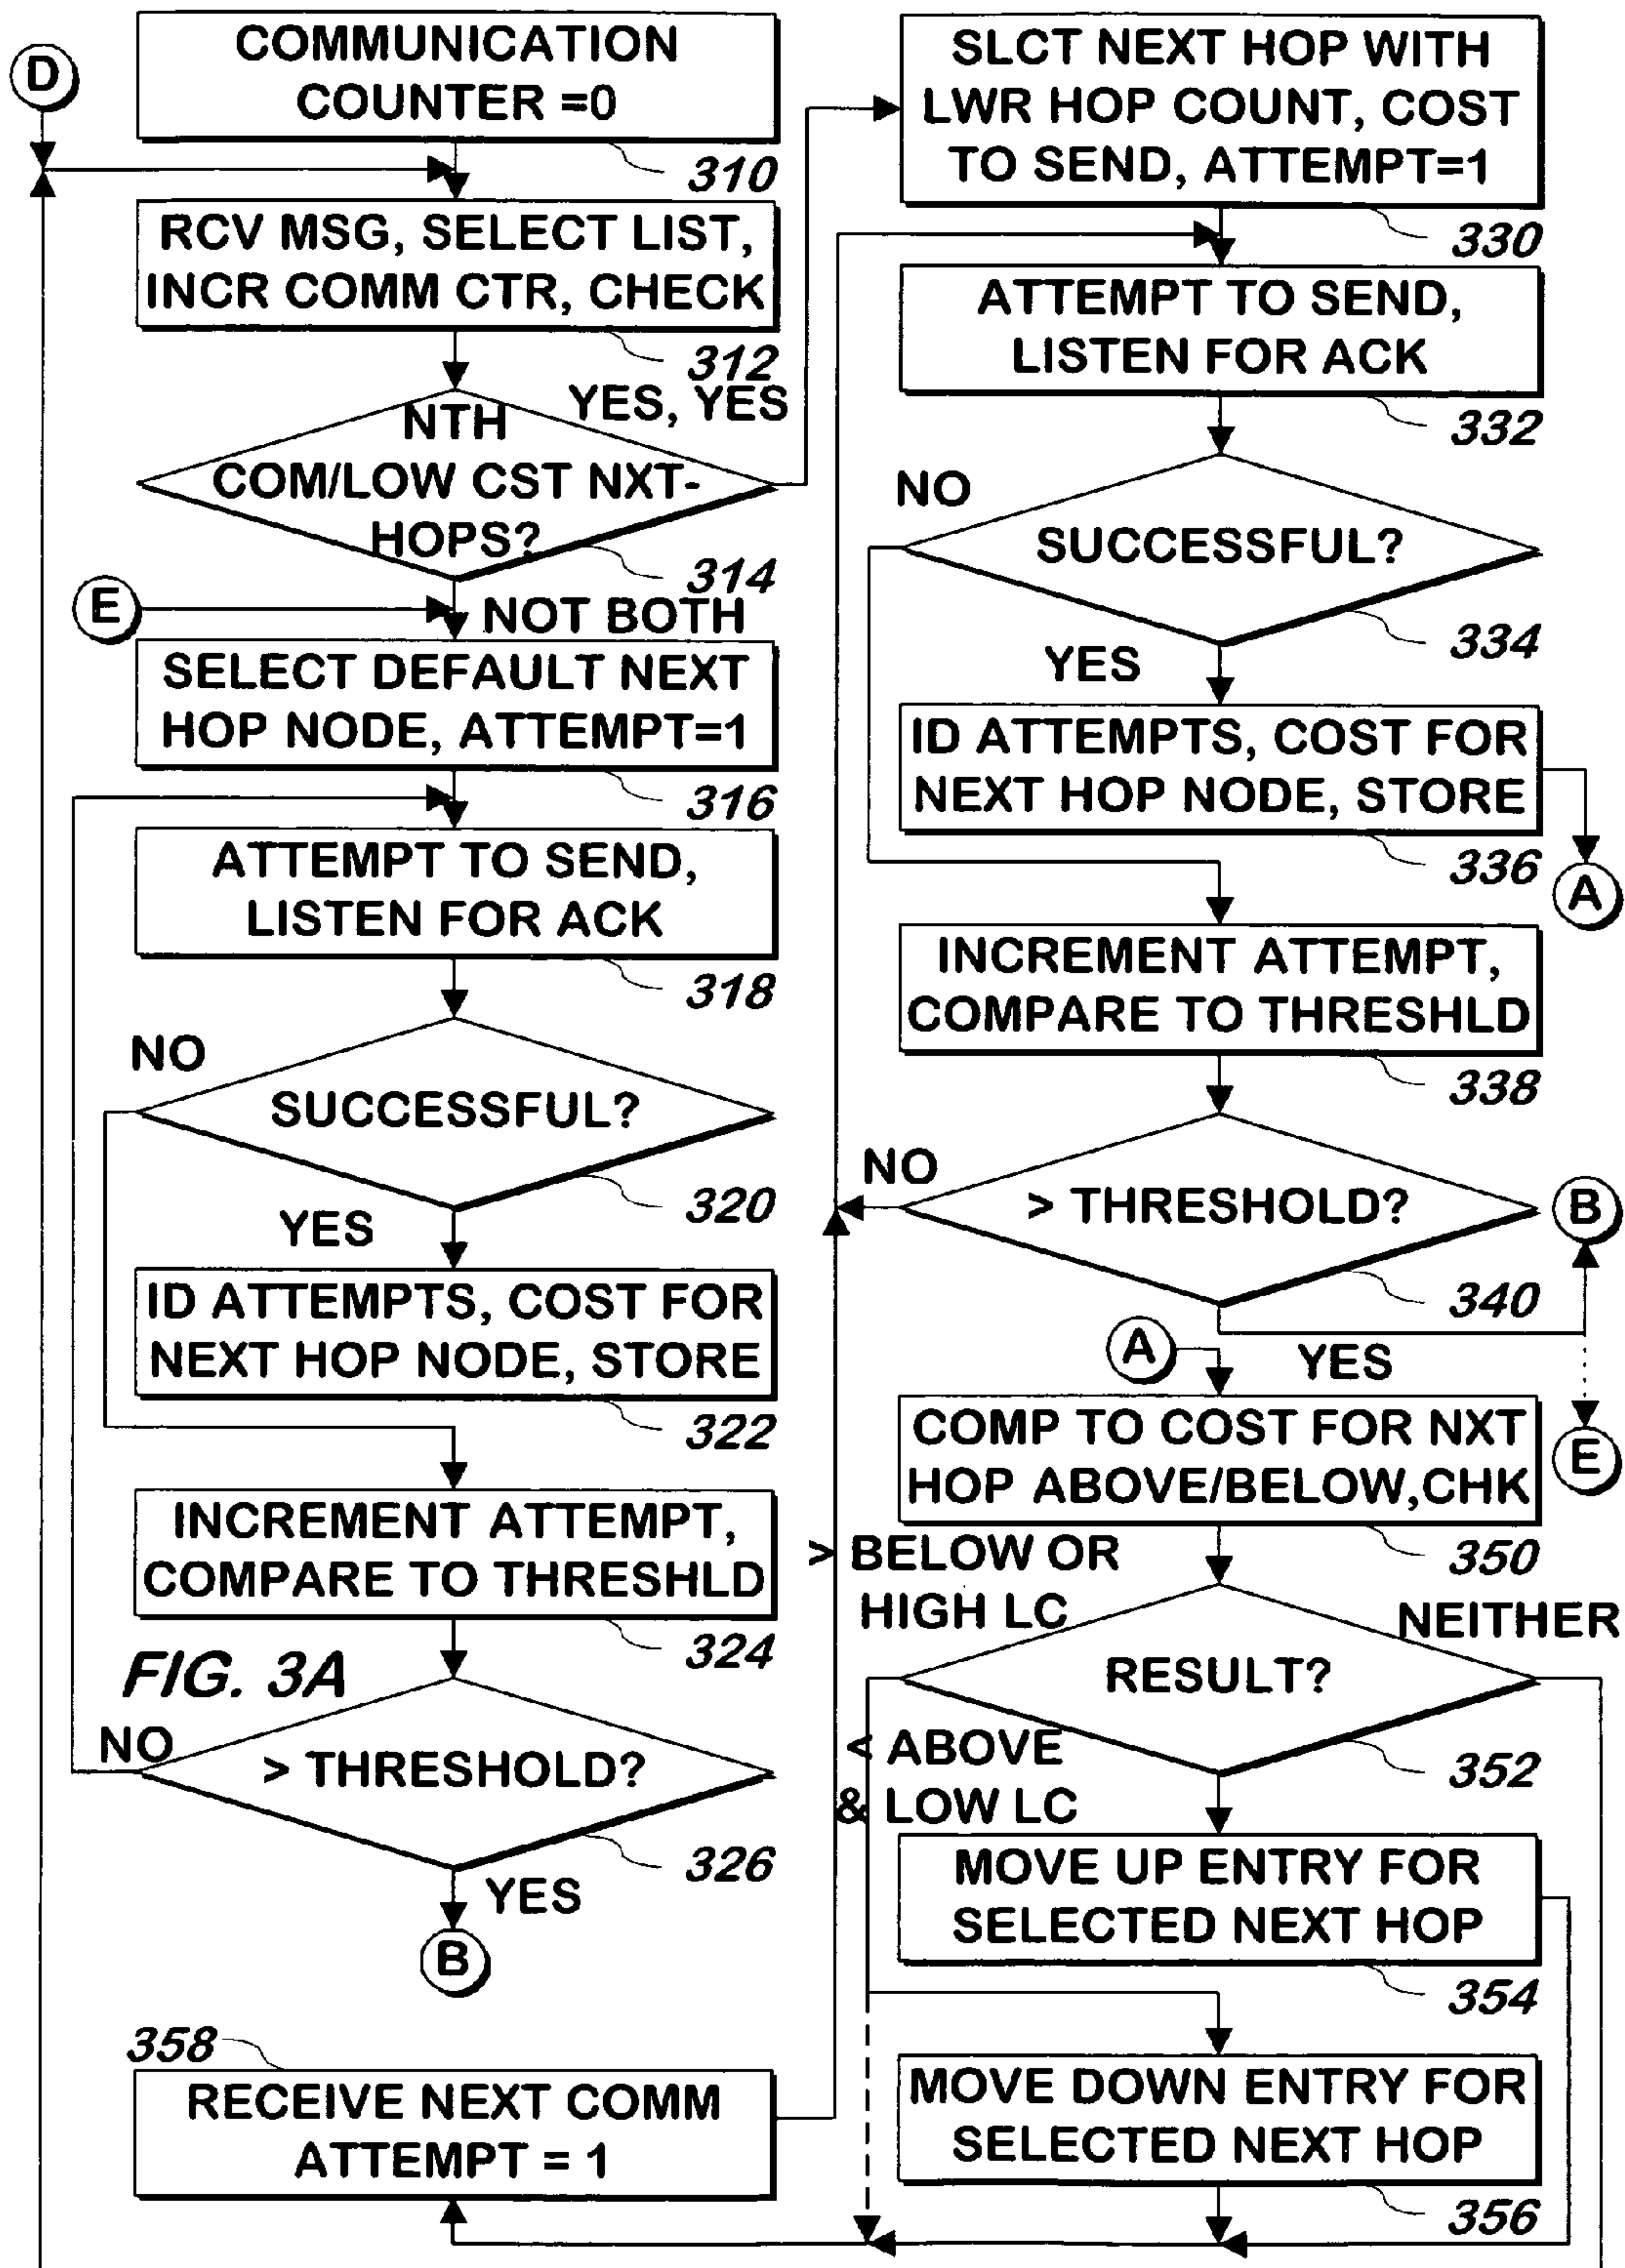 D
COMMUNICATION
COUNTER =0
310
RCV MSG, SELECT LIST,
INCR COMM CTR, CHECK
312
YES, YES
NTH
COM/LOW CST NXT-
HOPS?
314
E
NOT BOTH
SELECT DEFAULT NEXT
HOP NODE, ATTEMPT=1
316
ATTEMPT TO SEND,
LISTEN FOR ACK
318
NO
SUCCESSFUL?
320
YES
ID ATTEMPTS, COST FOR
NEXT HOP NODE, STORE
322
INCREMENT ATTEMPT,
COMPARE TO THRESHLD
324
FIG. 3A
NO
> THRESHOLD?
326
YES
B
358
RECEIVE NEXT COMM
ATTEMPT = 1
SLCT NEXT HOP WITH
LWR HOP COUNT, COST
TO SEND, ATTEMPT=1
330
ATTEMPT TO SEND,
LISTEN FOR ACK
332
NO
SUCCESSFUL?
334
YES
ID ATTEMPTS, COST FOR
NEXT HOP NODE, STORE
336
A
INCREMENT ATTEMPT,
COMPARE TO THRESHLD
338
NO
> THRESHOLD?
B
340
A
YES
COMP TO COST FOR NXT
HOP ABOVE/BELOW,CHK
E
350
> BELOW OR
HIGH LC
NEITHER
RESULT?
352
< ABOVE
& LOW LC
MOVE UP ENTRY FOR
SELECTED NEXT HOP
354
MOVE DOWN ENTRY FOR
SELECTED NEXT HOP
356